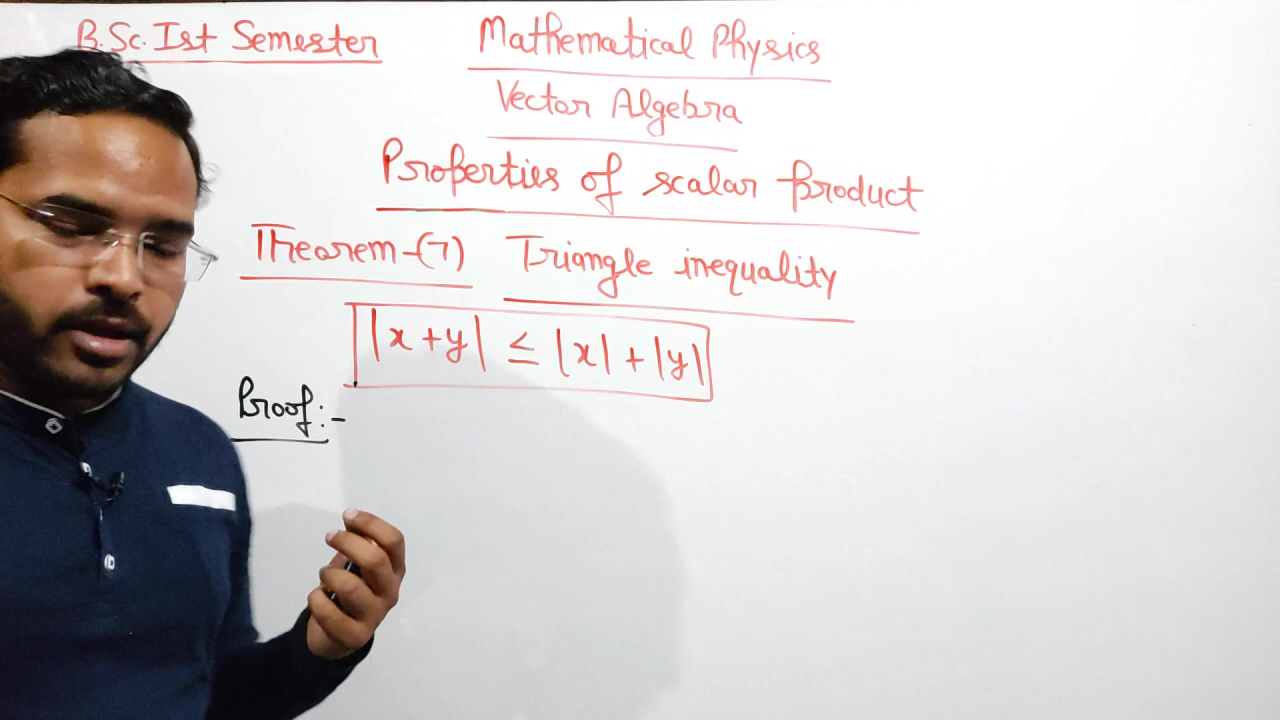 B.Sc. Ist Semester Mathematical Physics
Vector Algebra
Properties of scalar product
Theorem-(7) Triangle inequality
|x+y| ≤ |x|+|y|
Proof:-